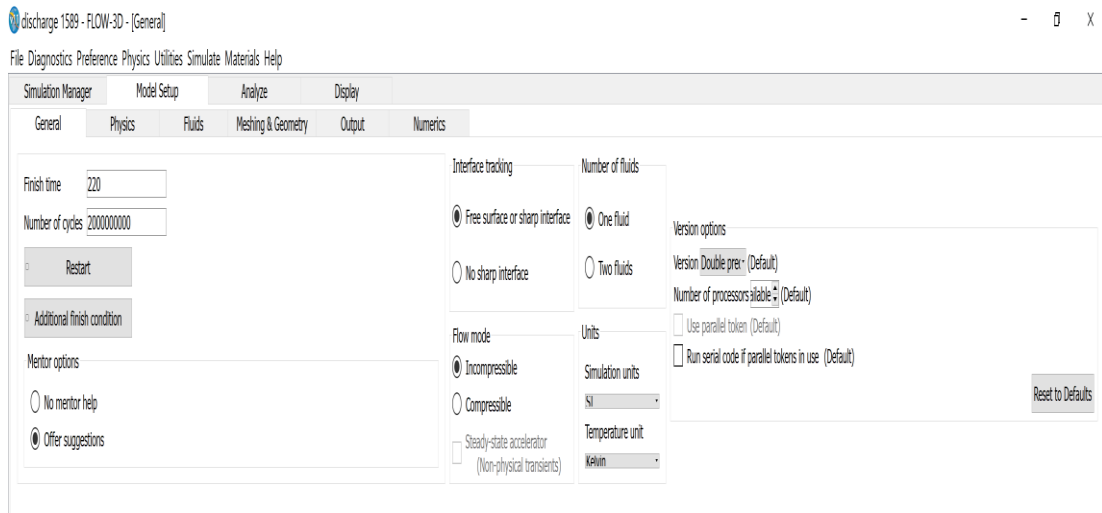 discharge 1589 - FLOW-3D - [General]
File Diagnostics Preference Physics Utilities Simulate Materials Help
Simulation Manager Model Setup Analyze Display
General Physics Fluids Meshing & Geometry Output Numerics
Finish time 220
Number of cycles 2000000000
Restart
Additional finish condition
Mentor options
No mentor help
Offer suggestions
Interface tracking
Free surface or sharp interface
No sharp interface
Flow mode
Incompressible
Compressible
Steady-state accelerator
(Non-physical transients)
Number of fluids
One fluid
Two fluids
Units
Simulation units
SI
Temperature unit
Kelvin
Version options
Version Double prec (Default)
Number of processors ailable (Default)
Use parallel token (Default)
Run serial code if parallel tokens in use (Default)
Reset to Defaults